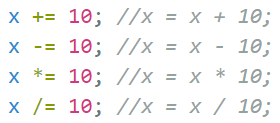 x += 10; //x = x + 10;
x -= 10; //x = x - 10;
x *= 10; //x = x * 10;
x /= 10; //x = x / 10;